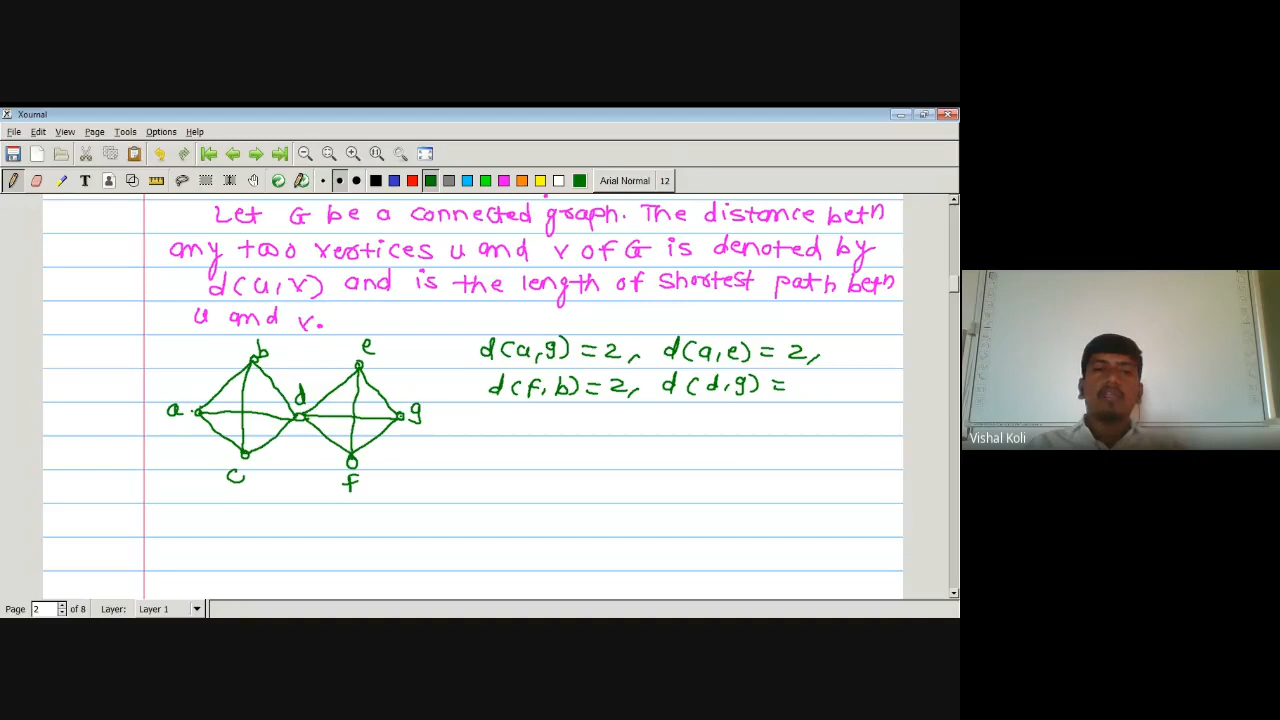 Xournal
File Edit View Page Tools Options Help
Arial Normal 12
Let G be a connected graph. The distance betn
any two vertices u and v of G is denoted by
d(u,v) and is the length of shortest path betn
u and v.
b e
d(a,g) = 2, d(a,e) = 2,
d(f,b) = 2, d(d,g) =
a d g
c f
Vishal Koli
Page 2 of 8 Layer: Layer 1